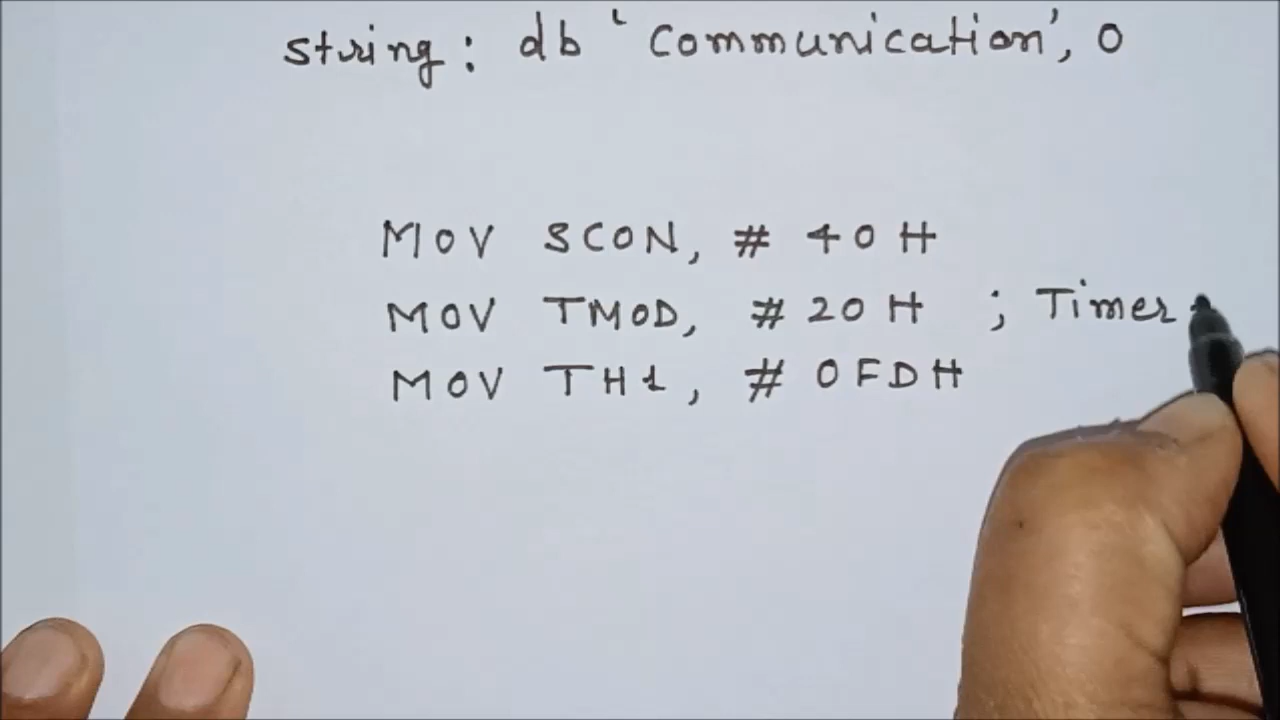 string: db 'Communication', 0
MOV SCON, # 40H
MOV TMOD, # 20H ; Timer
MOV TH1, # 0FDH